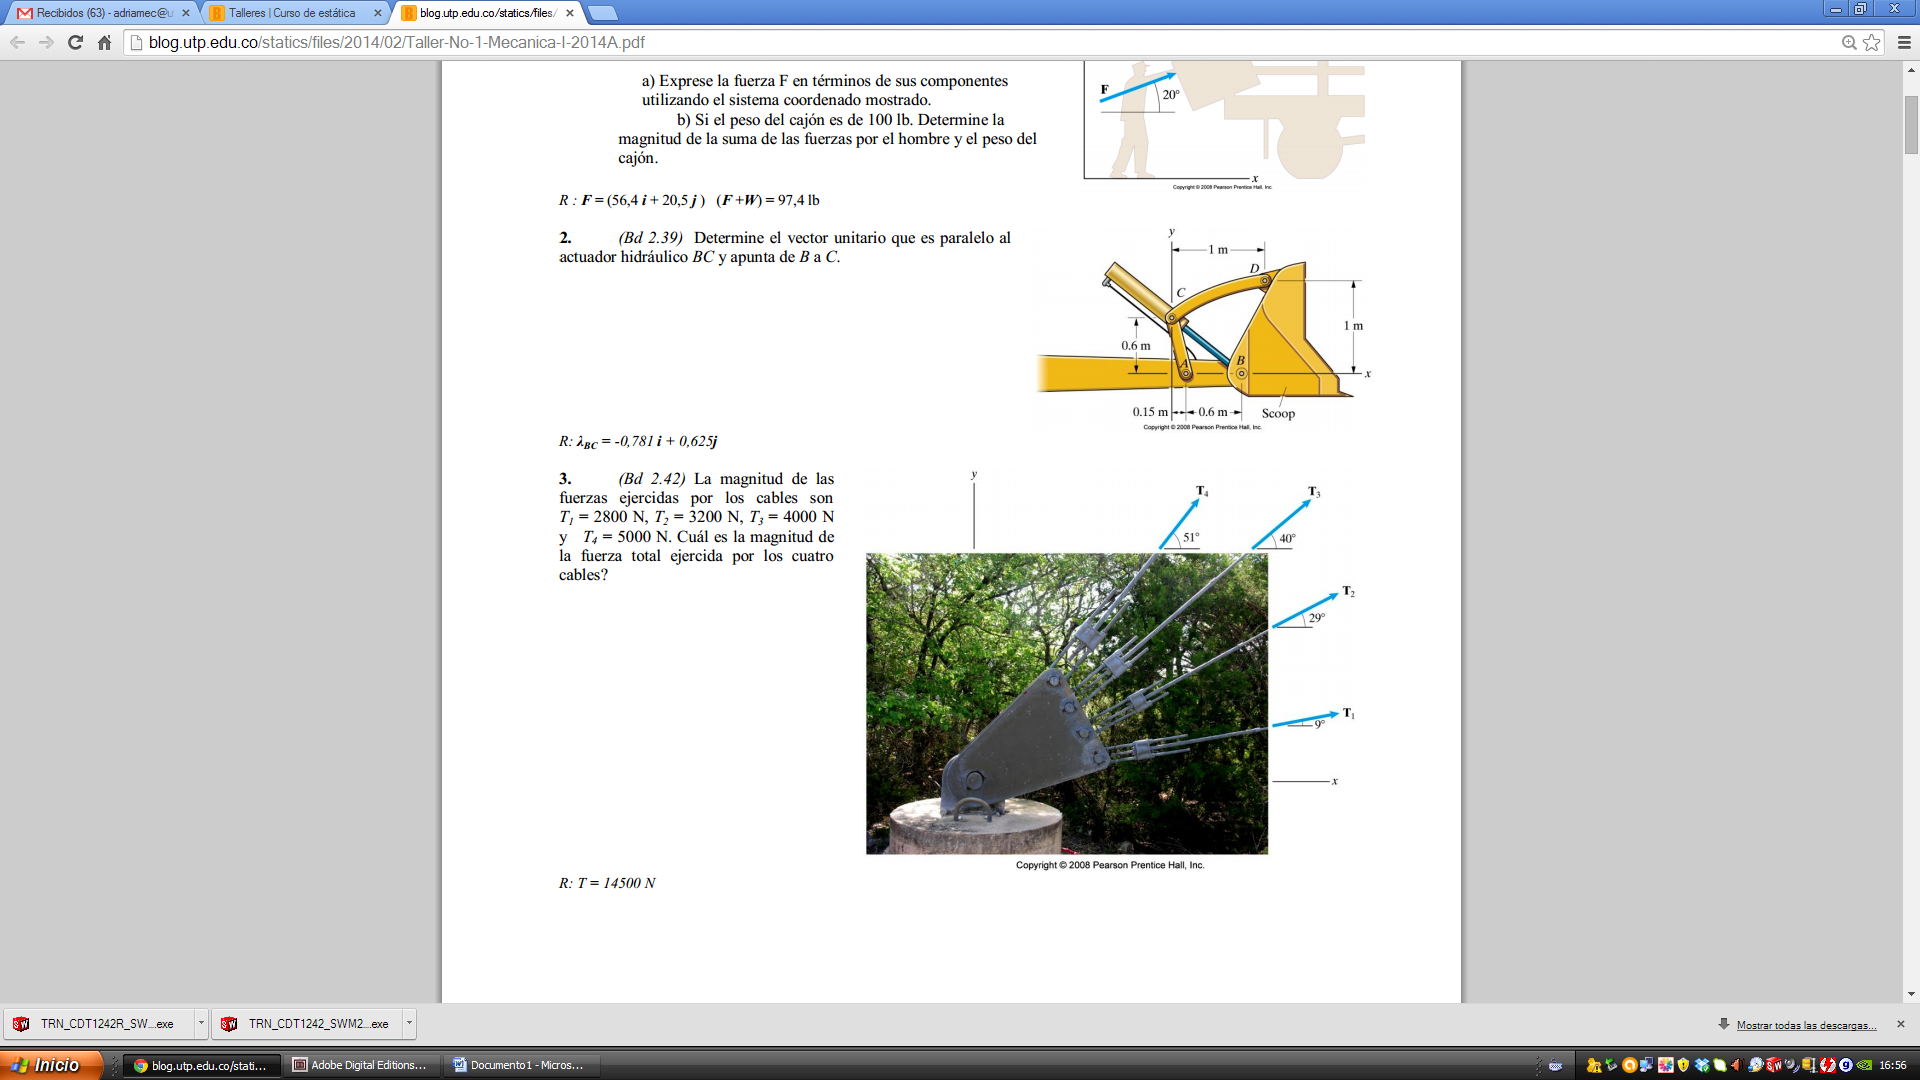 Recibidos (63) - adriamec@u
Talleres | Curso de estática
blog.utp.edu.co/statics/files/
blog.utp.edu.co/statics/files/2014/02/Taller-No-1-Mecanica-I-2014A.pdf
a) Exprese la fuerza F en términos de sus componentes
utilizando el sistema coordenado mostrado.
b) Si el peso del cajón es de 100 lb. Determine la
magnitud de la suma de las fuerzas por el hombre y el peso del
cajón.
F
20°
x
Copyright © 2008 Pearson Prentice Hall, Inc.
R : F = (56,4 i + 20,5 j ) (F +W) = 97,4 lb
2. (Bd 2.39) Determine el vector unitario que es paralelo al
actuador hidráulico BC y apunta de B a C.
y
1 m
D
C
1 m
0.6 m
A
B
x
0.15 m
0.6 m
Scoop
Copyright © 2008 Pearson Prentice Hall, Inc.
R: λBC = -0,781 i + 0,625j
3. (Bd 2.42) La magnitud de las
fuerzas ejercidas por los cables son
T1 = 2800 N, T2 = 3200 N, T3 = 4000 N
y T4 = 5000 N. Cuál es la magnitud de
la fuerza total ejercida por los cuatro
cables?
y
T4
T3
51°
40°
T2
29°
T1
9°
x
Copyright © 2008 Pearson Prentice Hall, Inc.
R: T = 14500 N
TRN_CDT1242R_SW....exe
TRN_CDT1242_SWM2...exe
Mostrar todas las descargas...
Inicio
blog.utp.edu.co/stati...
Adobe Digital Editions...
Documento1 - Micros...
16:56